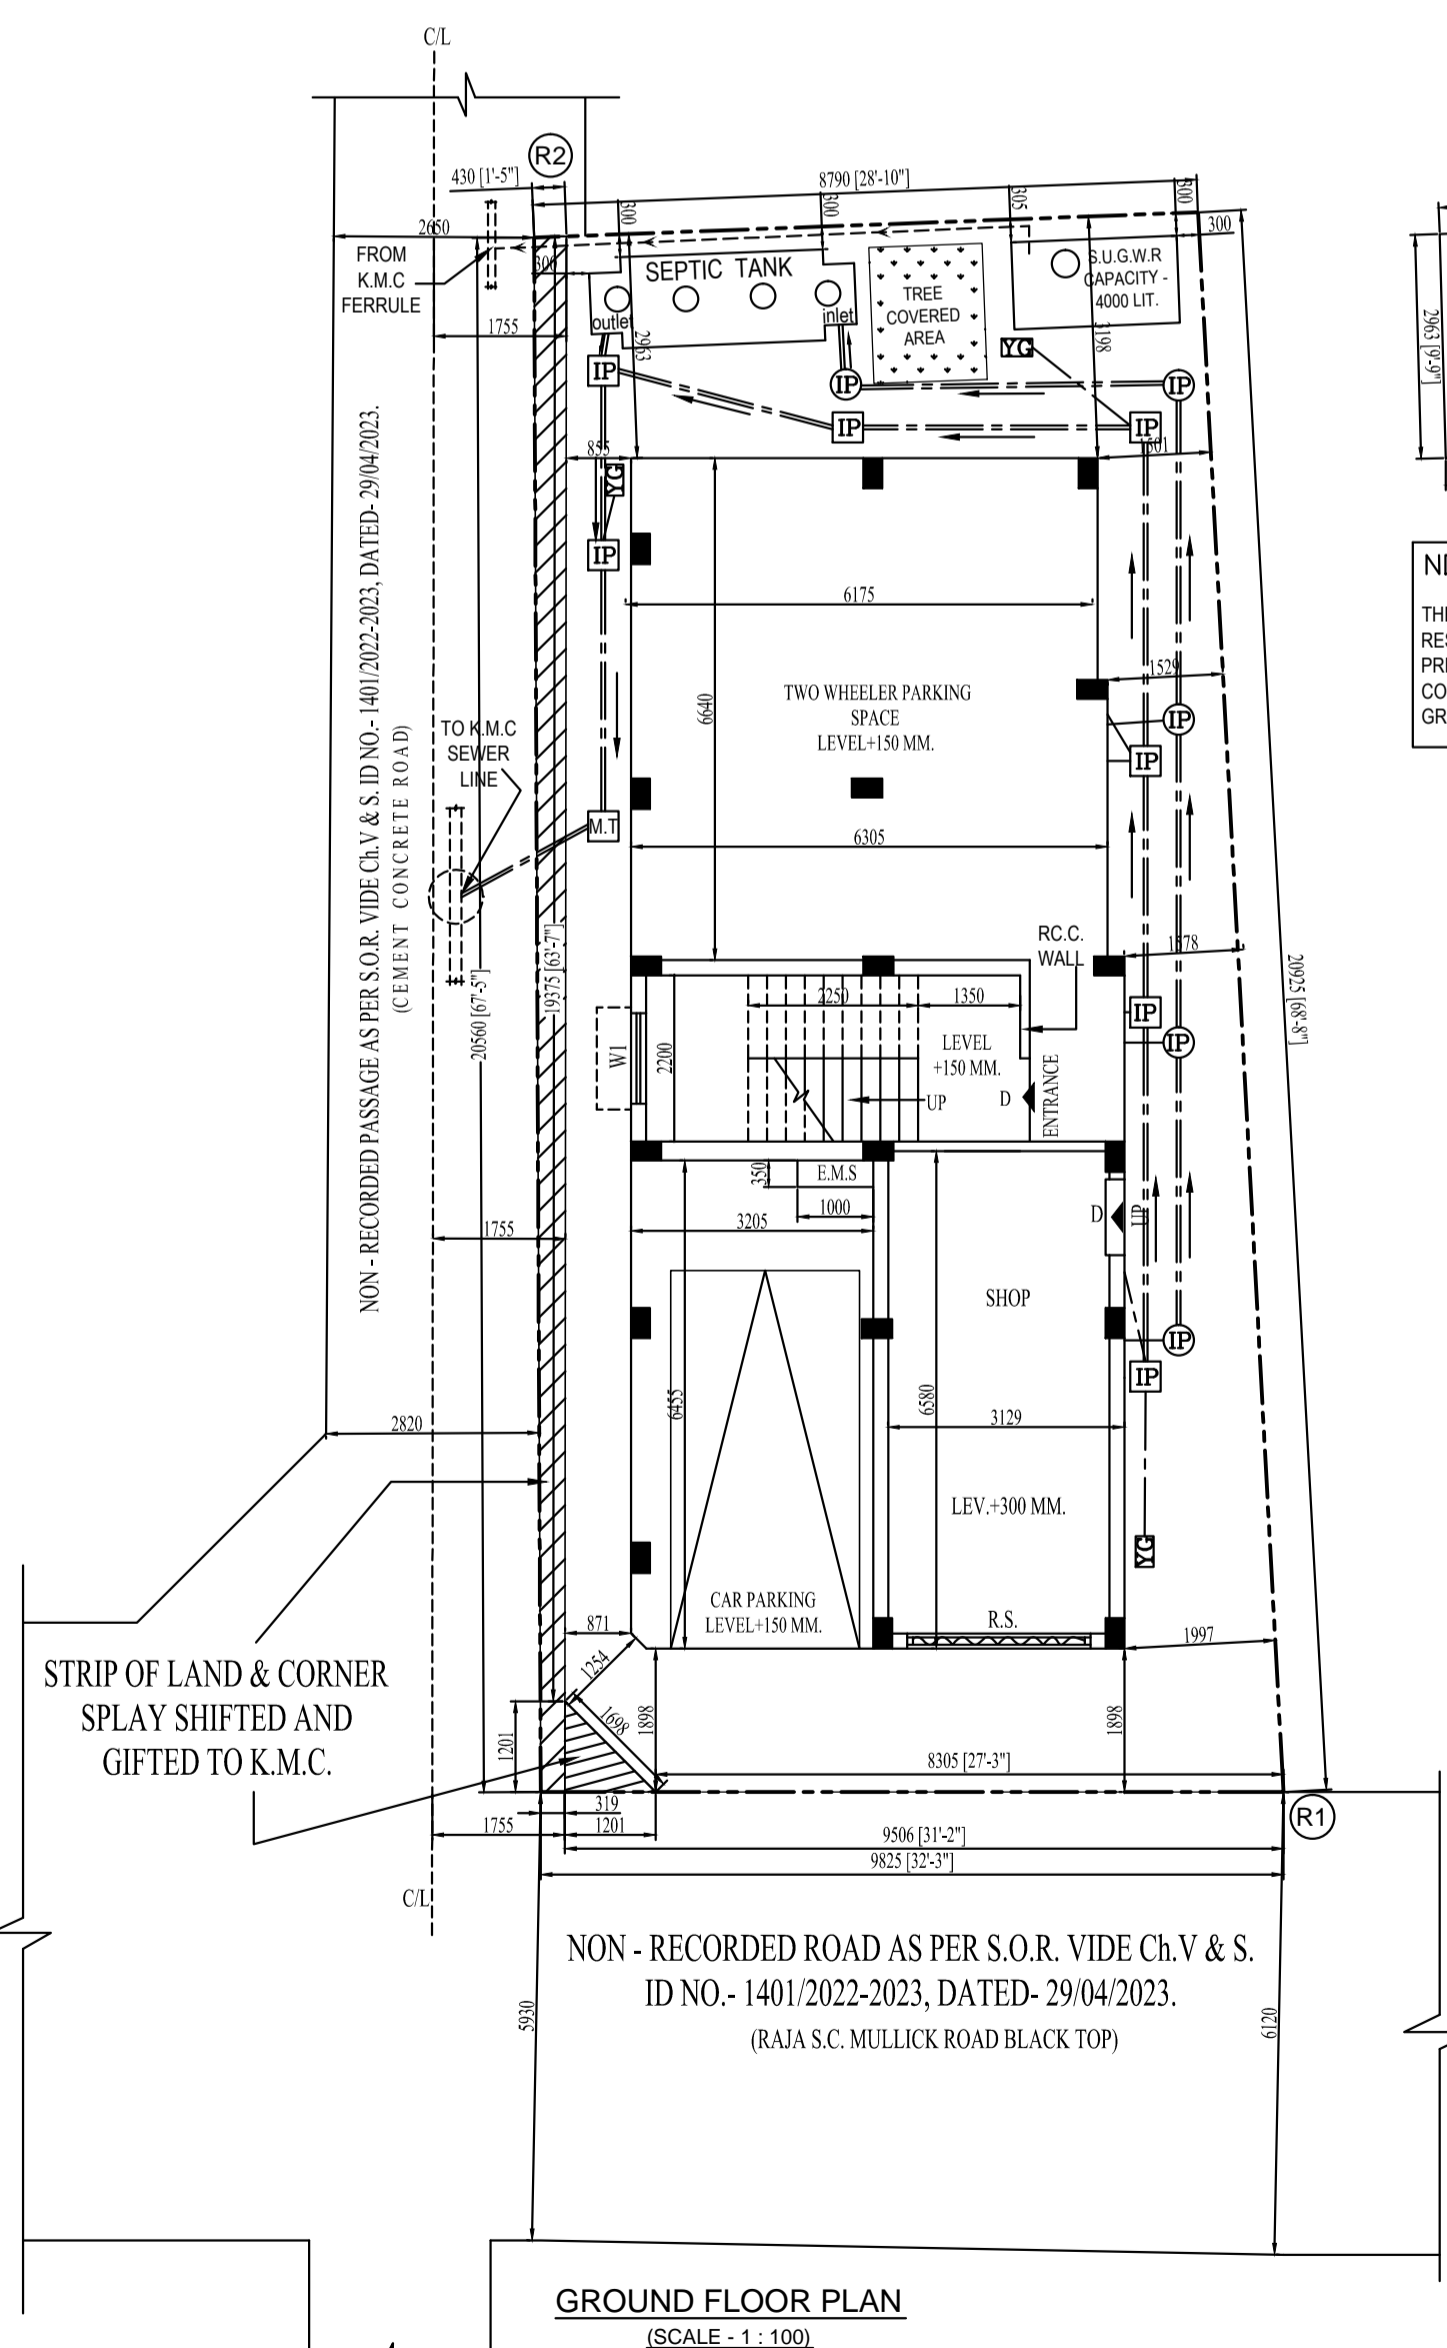 C/L
R2
430 [1'-5"]
8790 [28'-10"]
300
300
305
300
300
2650
FROM
K.M.C
FERRULE
300
SEPTIC TANK
outlet
inlet
TREE
COVERED
AREA
S.U.G.W.R
CAPACITY -
4000 LIT.
1755
2963
3198
YG
IP
IP
IP
IP
IP
855
1501
YG
IP
2963 [9'-9"]
6175
6640
TWO WHEELER PARKING
SPACE
LEVEL+150 MM.
1529
IP
IP
NON - RECORDED PASSAGE AS PER S.O.R. VIDE Ch.V & S. ID NO.- 1401/2022-2023, DATED- 29/04/2023.
(CEMENT CONCRETE ROAD)
TO K.M.C
SEWER
LINE
M.T
6305
RC.C.
WALL
1578
20925 [68'-8"]
19375 [63'-7"]
20560 [67'-5"]
2250
1350
IP
IP
LEVEL
+150 MM.
W1
2200
UP
D
ENTRANCE
350
E.M.S
1000
3205
D
UP
1755
SHOP
IP
IP
6455
6580
3129
2820
LEV.+300 MM.
YG
CAR PARKING
LEVEL+150 MM.
R.S.
871
1997
1254
STRIP OF LAND & CORNER
SPLAY SHIFTED AND
GIFTED TO K.M.C.
1698
1201
1898
1898
8305 [27'-3"]
319
1755
1201
R1
9506 [31'-2"]
9825 [32'-3"]
C/L
NON - RECORDED ROAD AS PER S.O.R. VIDE Ch.V & S.
ID NO.- 1401/2022-2023, DATED- 29/04/2023.
(RAJA S.C. MULLICK ROAD BLACK TOP)
5930
6120
GROUND FLOOR PLAN
(SCALE - 1 : 100)